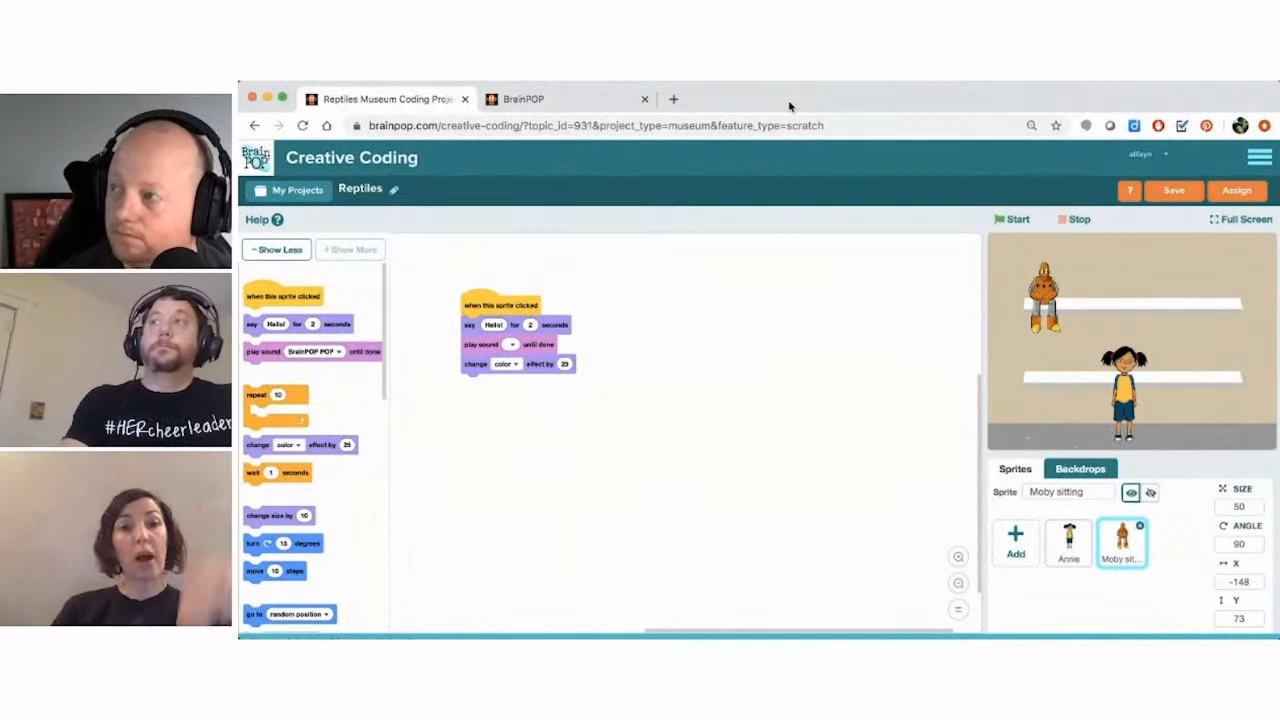 Reptiles Museum Coding Proje
BrainPOP
brainpop.com/creative-coding/?topic_id=931&project_type=museum&feature_type=scratch
Brain
POP
Creative Coding
allisyn
My Projects
Reptiles
?
Save
Assign
Help ?
Start
Stop
Full Screen
- Show Less
+ Show More
when this sprite clicked
say Hello! for 2 seconds
play sound BrainPOP POP until done
repeat 10
change color effect by 25
wait 1 seconds
change size by 10
turn 15 degrees
move 10 steps
go to random position
when this sprite clicked
say Hello! for 2 seconds
play sound until done
change color effect by 25
#HERcheerleader
Sprites
Backdrops
Sprite Moby sitting
SIZE
50
ANGLE
90
X
-148
Y
73
+
Add
Annie
Moby sit...